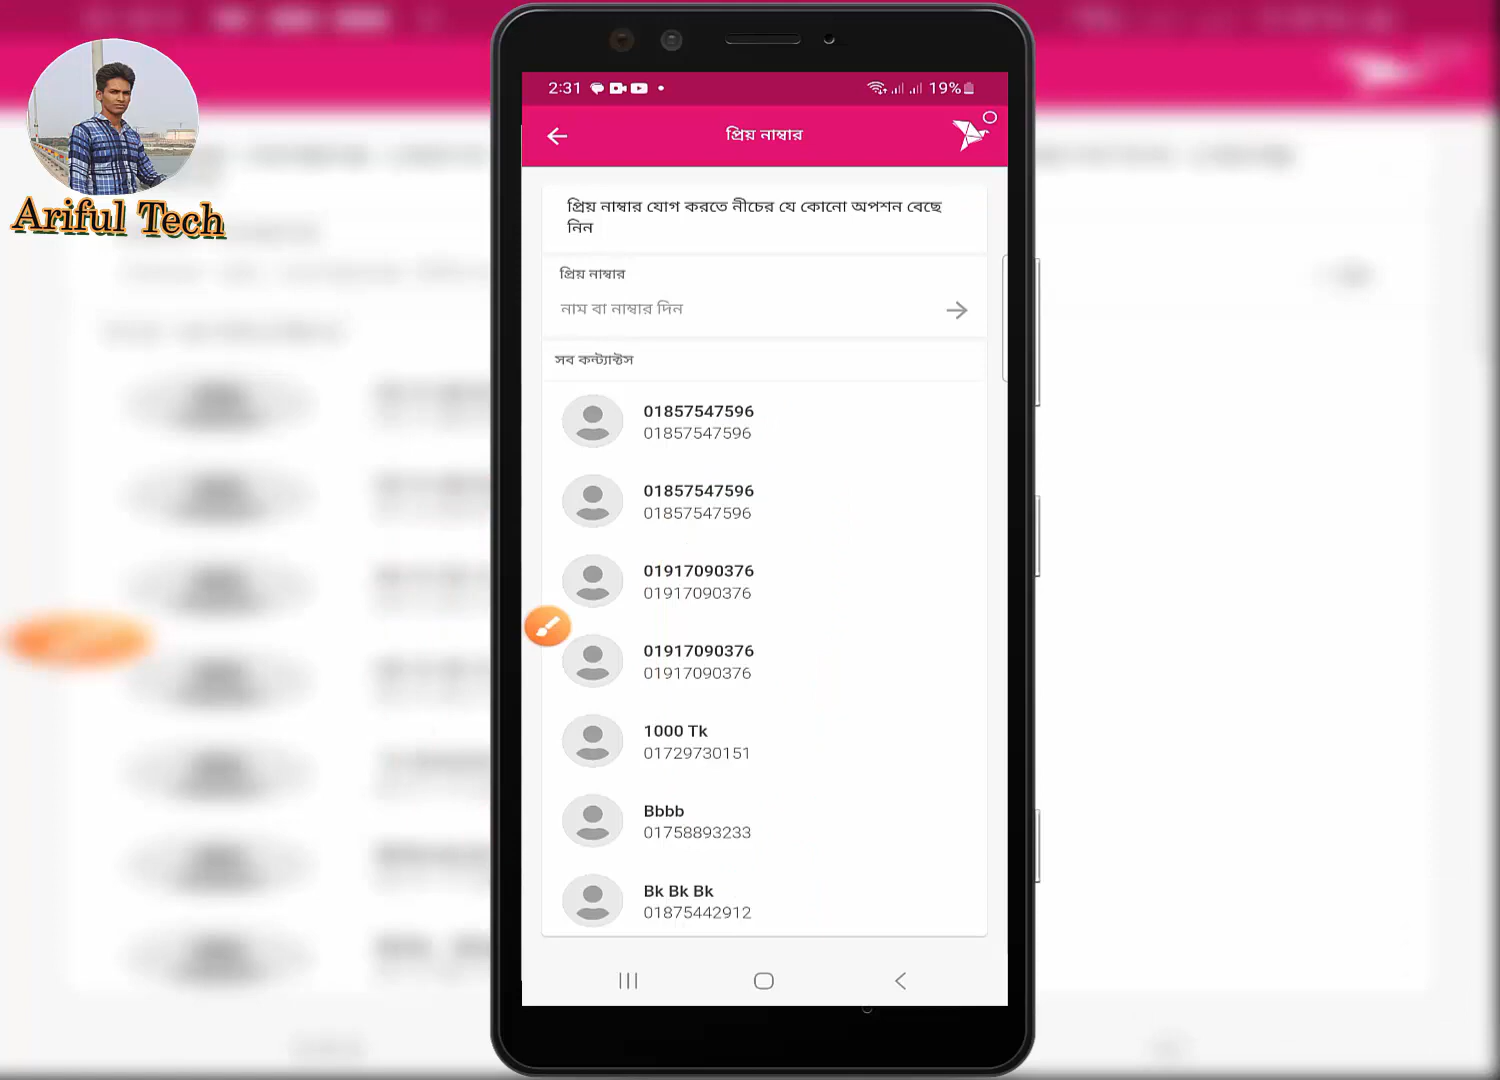 Ariful Tech
2:31
19%
প্রিয় নাম্বার
প্রিয় নাম্বার যোগ করতে নীচের যে কোনো অপশন বেছে
নিন
প্রিয় নাম্বার
নাম বা নাম্বার দিন
সব কন্ট্যাক্টস
01857547596
01857547596
01857547596
01857547596
01917090376
01917090376
01917090376
01917090376
1000 Tk
01729730151
Bbbb
01758893233
Bk Bk Bk
01875442912